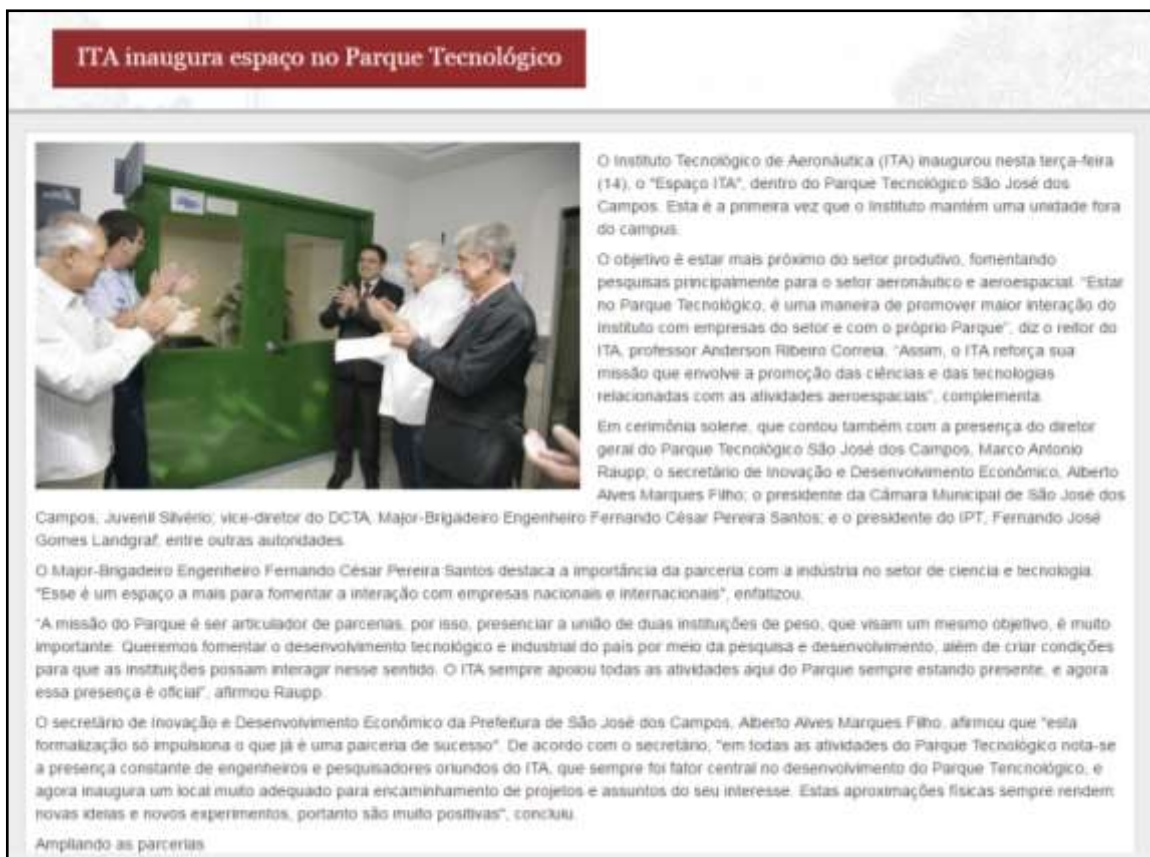 ITA inaugura espaço no Parque Tecnológico
O Instituto Tecnológico de Aeronáutica (ITA) inaugurou nesta terça-feira
(14), o "Espaço ITA", dentro do Parque Tecnológico São José dos
Campos. Esta é a primeira vez que o Instituto mantém uma unidade fora
do campus.
O objetivo é estar mais próximo do setor produtivo, fomentando
pesquisas principalmente para o setor aeronáutico e aeroespacial. "Estar
no Parque Tecnológico, é uma maneira de promover maior interação do
Instituto com empresas do setor e com o próprio Parque", diz o reitor do
ITA, professor Anderson Ribeiro Correia. "Assim, o ITA reforça sua
missão que envolve a promoção das ciências e das tecnologias
relacionadas com as atividades aeroespaciais", complementa.
Em cerimônia solene, que contou também com a presença do diretor
geral do Parque Tecnológico São José dos Campos, Marco Antonio
Raupp; o secretário de Inovação e Desenvolvimento Econômico, Alberto
Alves Marques Filho; o presidente da Câmara Municipal de São José dos
Campos, Juvenil Silvério; vice-diretor do DCTA, Major-Brigadeiro Engenheiro Fernando César Pereira Santos; e o presidente do IPT, Fernando José
Gomes Landgraf, entre outras autoridades.
O Major-Brigadeiro Engenheiro Fernando César Pereira Santos destaca a importância da parceria com a indústria no setor de ciencia e tecnologia.
"Esse é um espaço a mais para fomentar a interação com empresas nacionais e internacionais", enfatizou.
"A missão do Parque é ser articulador de parcerias, por isso, presenciar a união de duas instituições de peso, que visam um mesmo objetivo, é muito
importante. Queremos fomentar o desenvolvimento tecnológico e industrial do país por meio da pesquisa e desenvolvimento, além de criar condições
para que as instituições possam interagir nesse sentido. O ITA sempre apoiou todas as atividades aqui do Parque sempre estando presente, e agora
essa presença é oficial", afirmou Raupp.
O secretário de Inovação e Desenvolvimento Econômico da Prefeitura de São José dos Campos, Alberto Alves Marques Filho, afirmou que "esta
formalização só impulsiona o que já é uma parceria de sucesso". De acordo com o secretário, "em todas as atividades do Parque Tecnológico nota-se
a presença constante de engenheiros e pesquisadores oriundos do ITA, que sempre foi fator central no desenvolvimento do Parque Tencnológico, e
agora inaugura um local muito adequado para encaminhamento de projetos e assuntos do seu interesse. Estas aproximações físicas sempre rendem
novas ideias e novos experimentos, portanto são muito positivas", concluiu.
Ampliando as parcerias